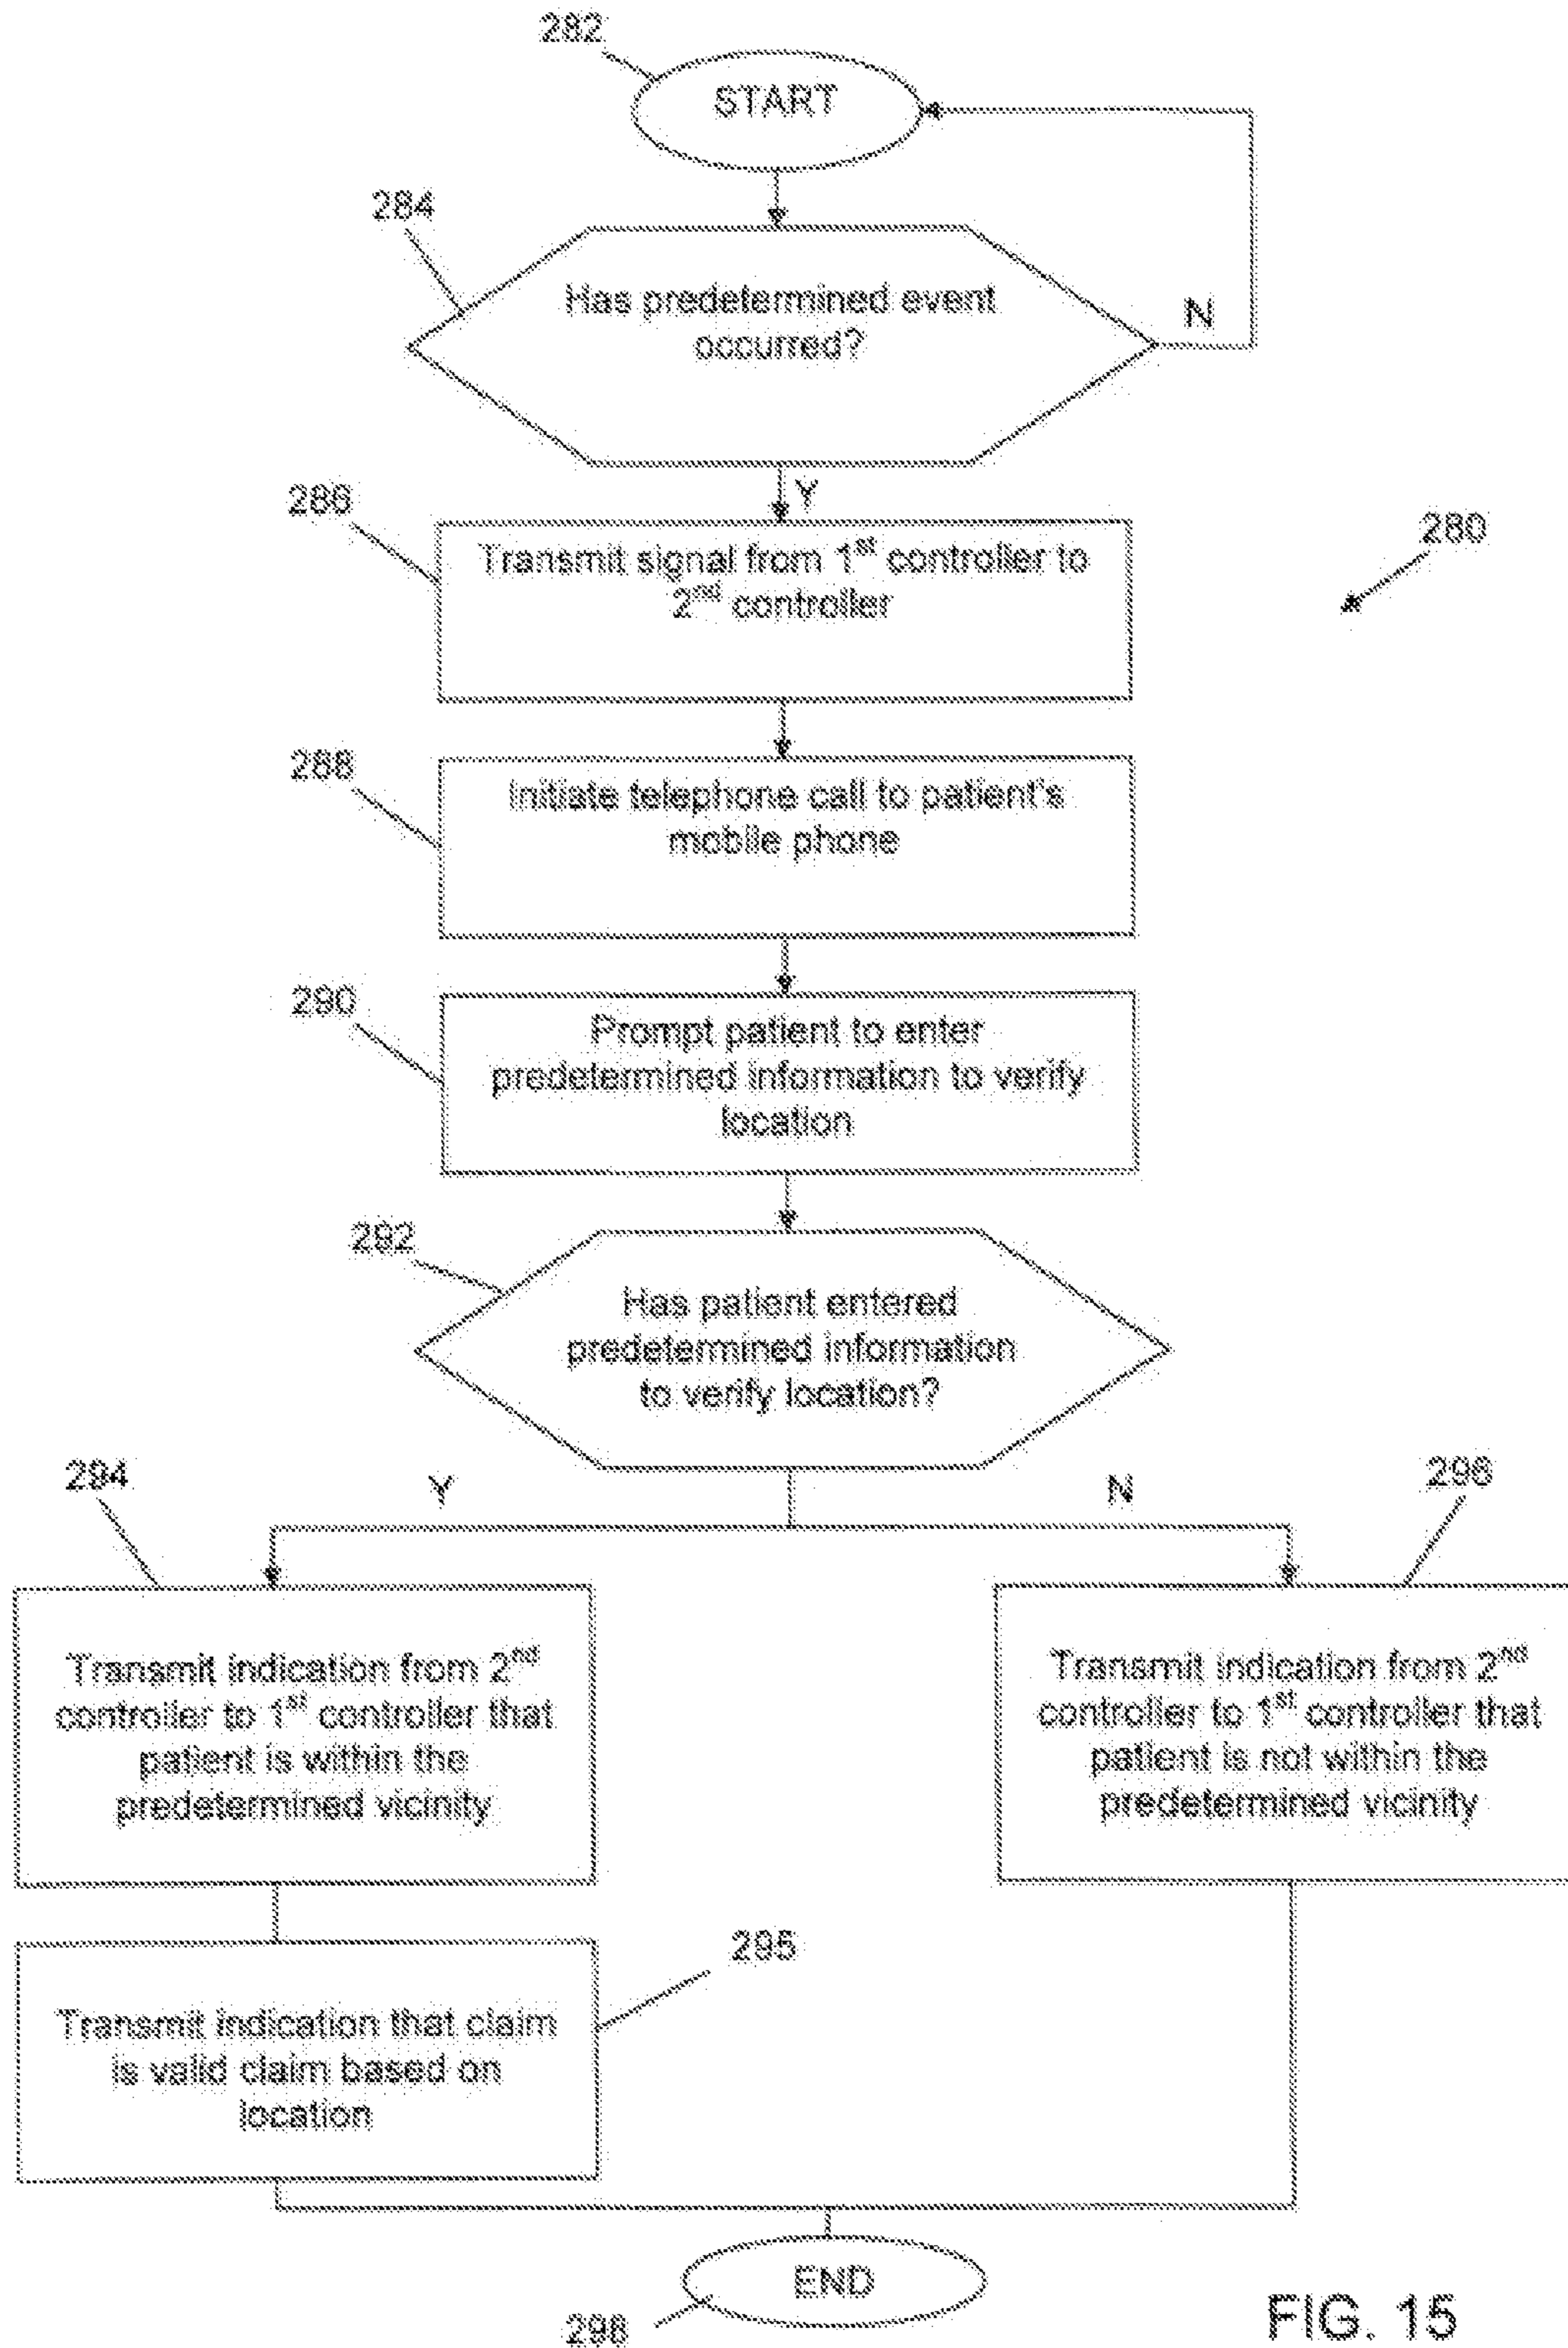 282
START
284
Has predetermined event
occurred?
N
Y
286
Transmit signal from 1st controller to
2nd controller
280
288
Initiate telephone call to patient's
mobile phone
290
Prompt patient to enter
predetermined information to verify
location
292
Has patient entered
predetermined information
to verify location?
294
Y
N
296
Transmit indication from 2nd
controller to 1st controller that
patient is within the
predetermined vicinity
Transmit indication from 2nd
controller to 1st controller that
patient is not within the
predetermined vicinity
295
Transmit indication that claim
is valid claim based on
location
END
298
FIG. 15